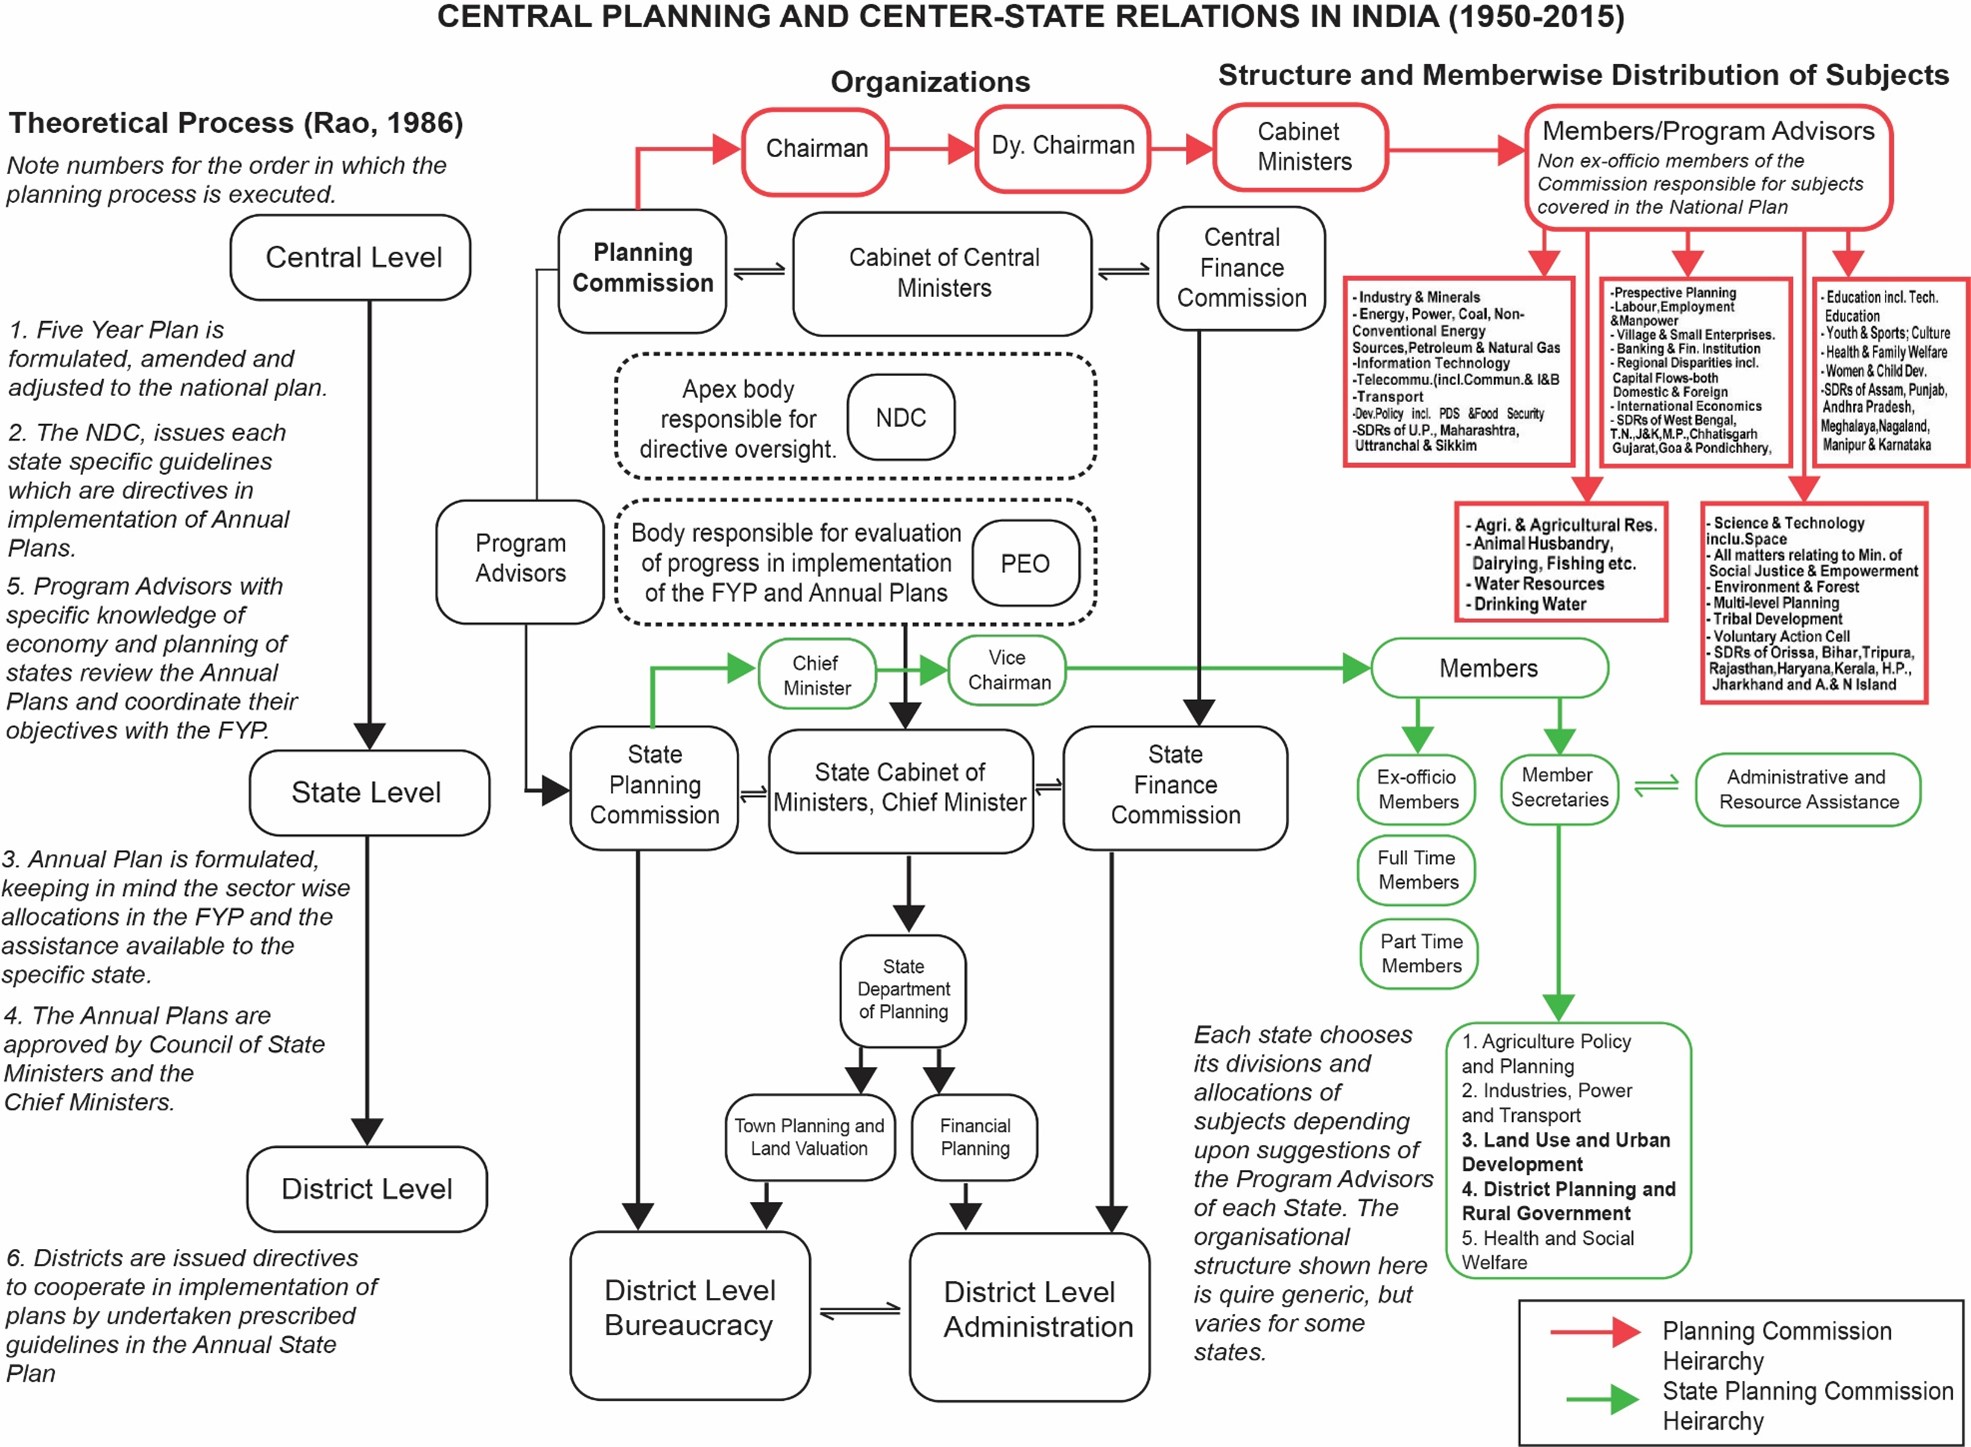 CENTRAL PLANNING AND CENTER-STATE RELATIONS IN INDIA (1950-2015)
Theoretical Process (Rao, 1986)
Note numbers for the order in which the
planning process is executed.
Central Level
1. Five Year Plan is
formulated, amended and
adjusted to the national plan.
2. The NDC, issues each
state specific guidelines
which are directives in
implementation of Annual
Plans.
5. Program Advisors with
specific knowledge of
economy and planning of
states review the Annual
Plans and coordinate their
objectives with the FYP.
State Level
3. Annual Plan is formulated,
keeping in mind the sector wise
allocations in the FYP and the
assistance available to the
specific state.
4. The Annual Plans are
approved by Council of State
Ministers and the
Chief Ministers.
District Level
6. Districts are issued directives
to cooperate in implementation of
plans by undertaken prescribed
guidelines in the Annual State
Plan
Organizations
Chairman
Dy. Chairman
Cabinet
Ministers
Planning
Commission
Cabinet of Central
Ministers
Central
Finance
Commission
Apex body
responsible for
directive oversight.
NDC
Program
Advisors
Body responsible for evaluation
of progress in implementation
of the FYP and Annual Plans
PEO
Chief
Minister
Vice
Chairman
State
Planning
Commission
State Cabinet of
Ministers, Chief Minister
State
Finance
Commission
State
Department
of Planning
Town Planning and
Land Valuation
Financial
Planning
District Level
Bureaucracy
District Level
Administration
Structure and Memberwise Distribution of Subjects
Members/Program Advisors
Non ex-officio members of the
Commission responsible for subjects
covered in the National Plan
- Industry & Minerals
- Energy, Power, Coal, Non-
Conventional Energy
Sources,Petroleum & Natural Gas
-Information Technology
-Telecommu.(incl.Commun.& I&B
-Transport
-Dev.Policy incl. PDS &Food Security
-SDRs of U.P., Maharashtra,
Uttranchal & Sikkim
-Prespective Planning
-Labour,Employment
&Manpower
- Village & Small Enterprises.
- Banking & Fin. Institution
- Regional Disparities incl.
Capital Flows-both
Domestic & Foreign
- International Economics
- SDRs of West Bengal,
T.N.,J&K,M.P.,Chhatisgarh
Gujarat,Goa & Pondichhery,
- Education incl. Tech.
Education
- Youth & Sports; Culture
- Health & Family Welfare
- Women & Child Dev.
-SDRs of Assam, Punjab,
Andhra Pradesh,
Meghalaya,Nagaland,
Manipur & Karnataka
- Agri. & Agricultural Res.
- Animal Husbandry,
Dairying, Fishing etc.
- Water Resources
- Drinking Water
- Science & Technology
inclu.Space
- All matters relating to Min. of
Social Justice & Empowerment
- Environment & Forest
- Multi-level Planning
- Tribal Development
- Voluntary Action Cell
- SDRs of Orissa, Bihar,Tripura,
Rajasthan,Haryana,Kerala, H.P.,
Jharkhand and A.& N Island
Members
Ex-officio
Members
Member
Secretaries
Administrative and
Resource Assistance
Full Time
Members
Part Time
Members
Each state chooses
its divisions and
allocations of
subjects depending
upon suggestions of
the Program Advisors
of each State. The
organisational
structure shown here
is quire generic, but
varies for some
states.
1. Agriculture Policy
and Planning
2. Industries, Power
and Transport
3. Land Use and Urban
Development
4. District Planning and
Rural Government
5. Health and Social
Welfare
Planning Commission
Heirarchy
State Planning Commission
Heirarchy